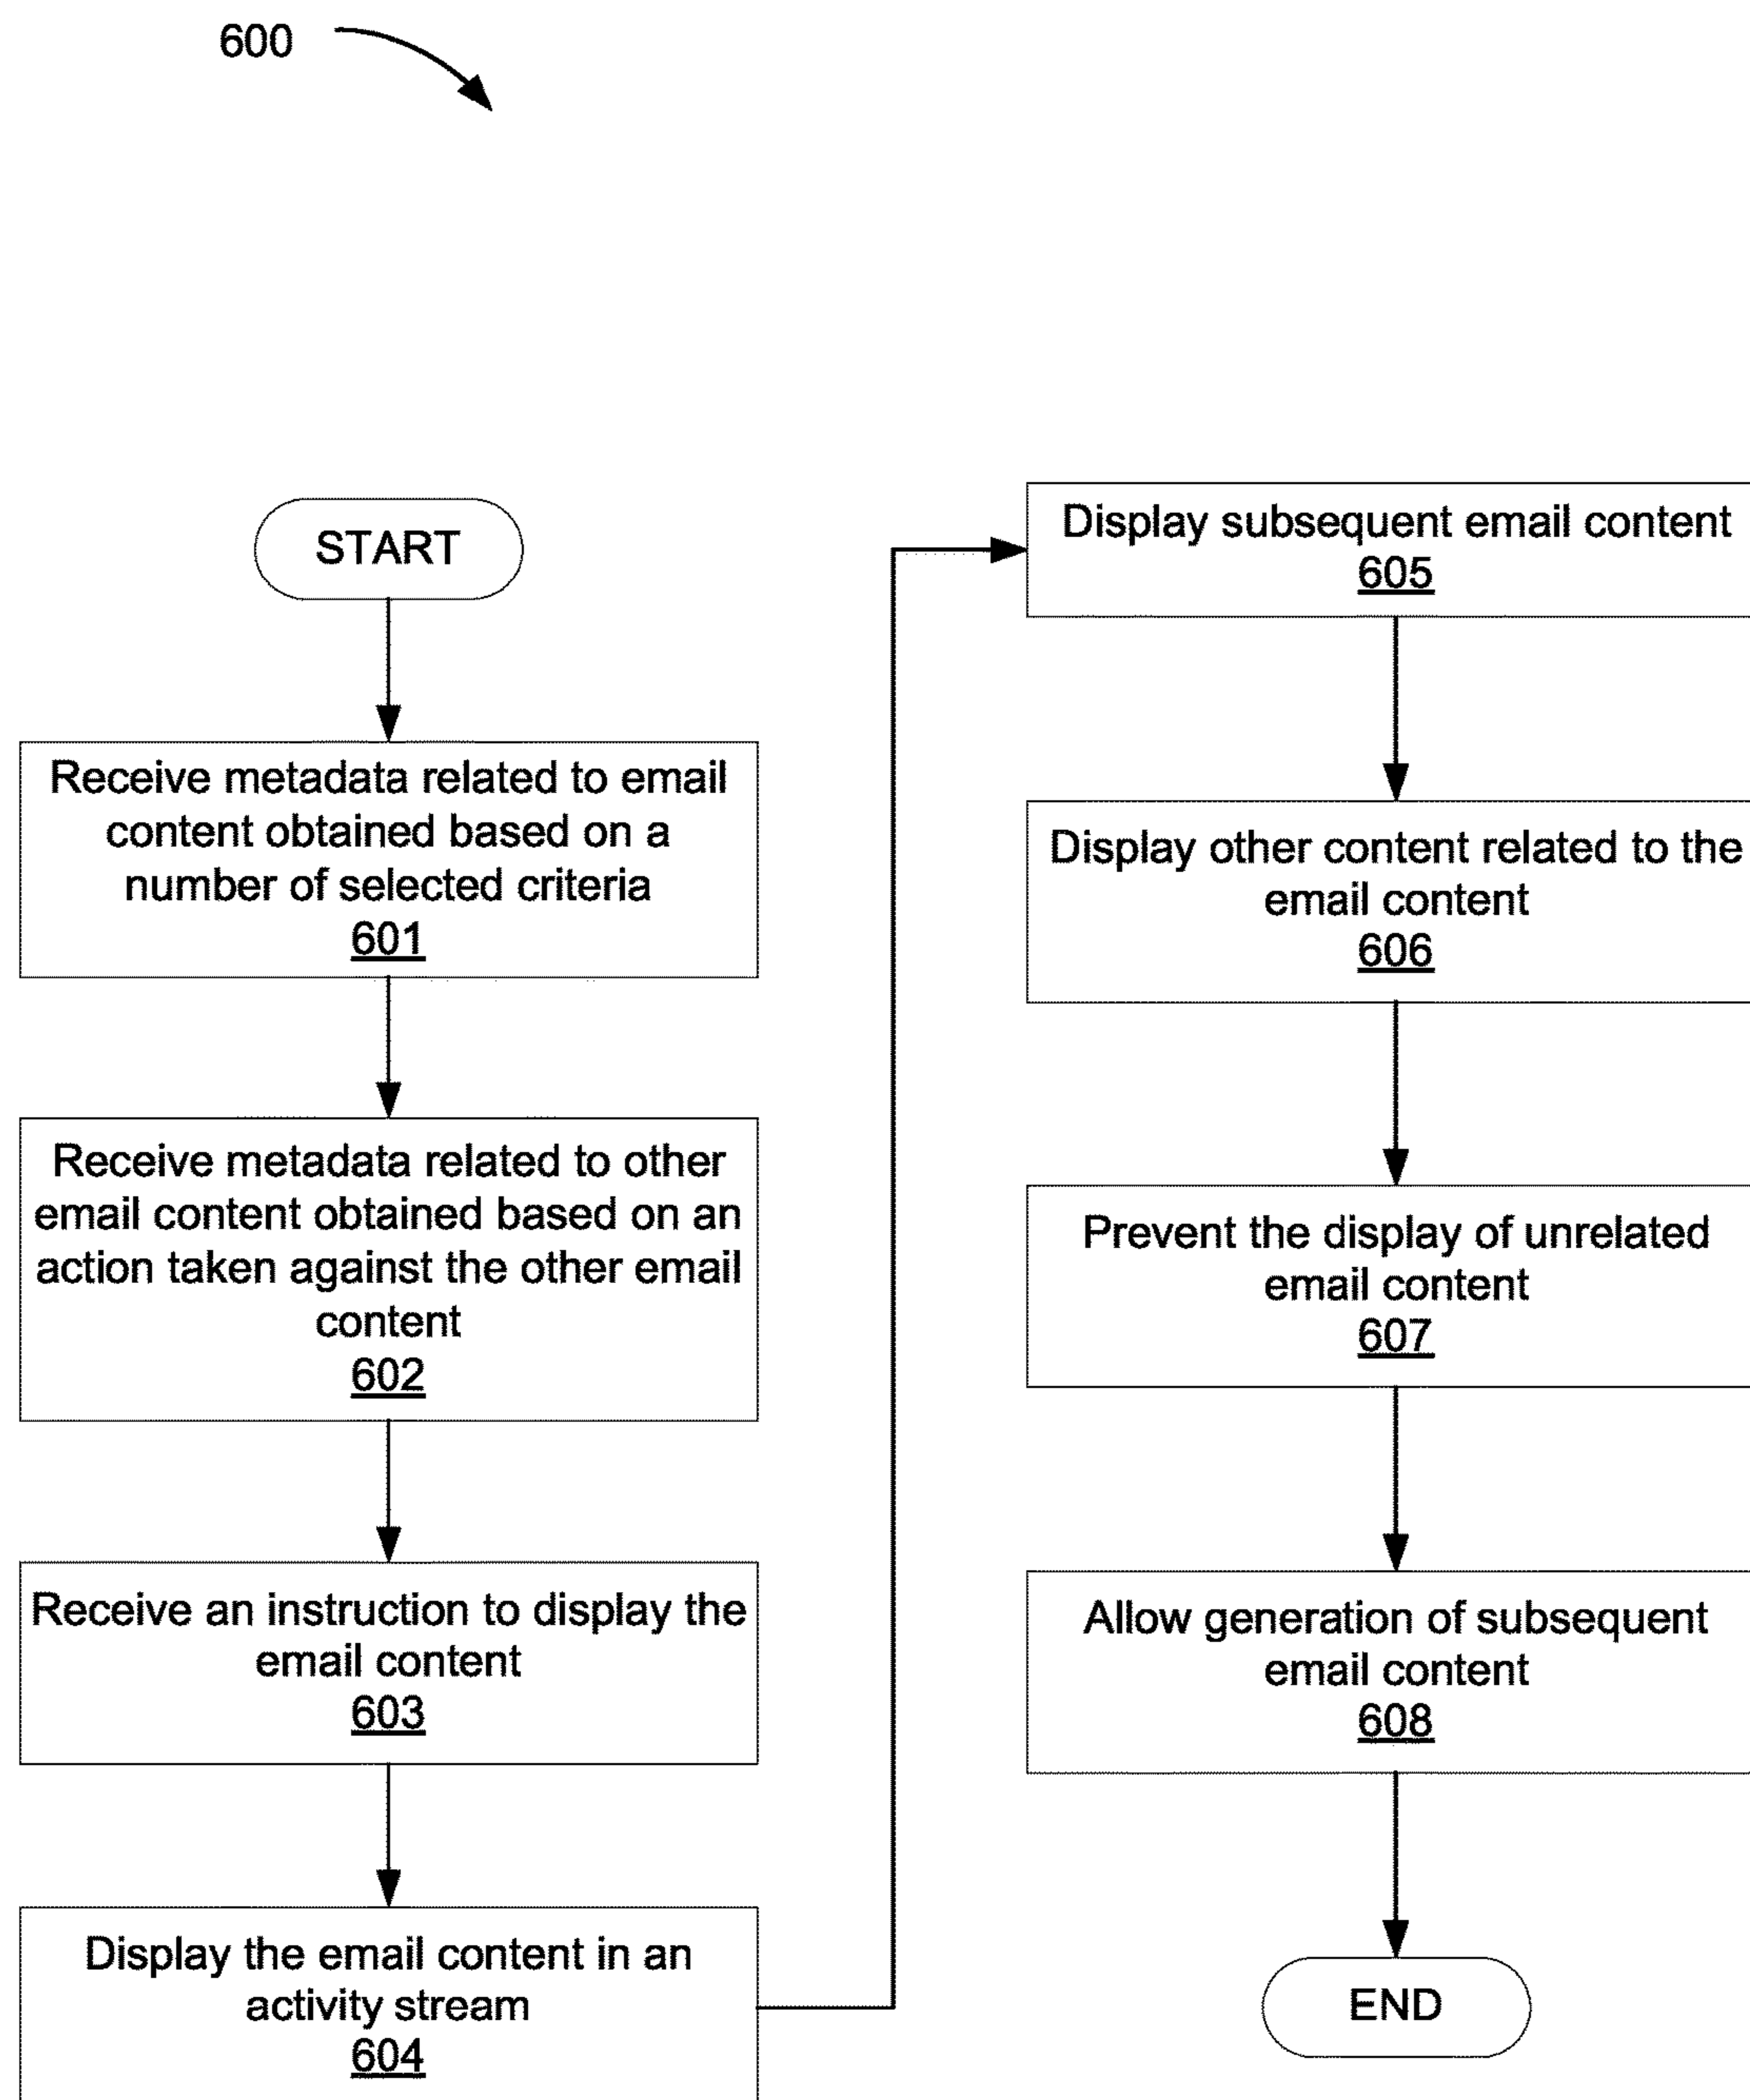 600
START
Receive metadata related to email
content obtained based on a
number of selected criteria
601
Receive metadata related to other
email content obtained based on an
action taken against the other email
content
602
Receive an instruction to display the
email content
603
Display the email content in an
activity stream
604
Display subsequent email content
605
Display other content related to the
email content
606
Prevent the display of unrelated
email content
607
Allow generation of subsequent
email content
608
END